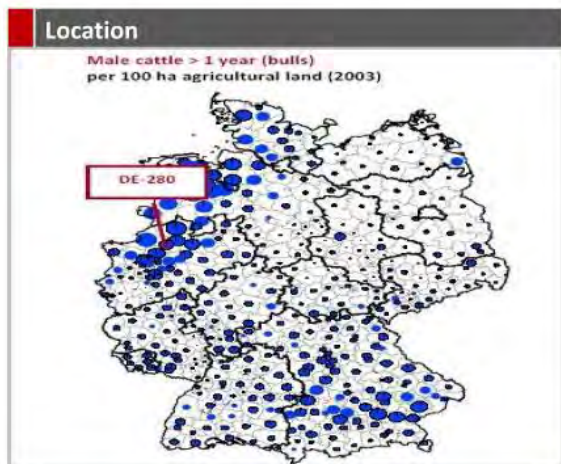 Location
Male cattle > 1 year (bulls)
per 100 ha agricultural land (2003)
DE-280